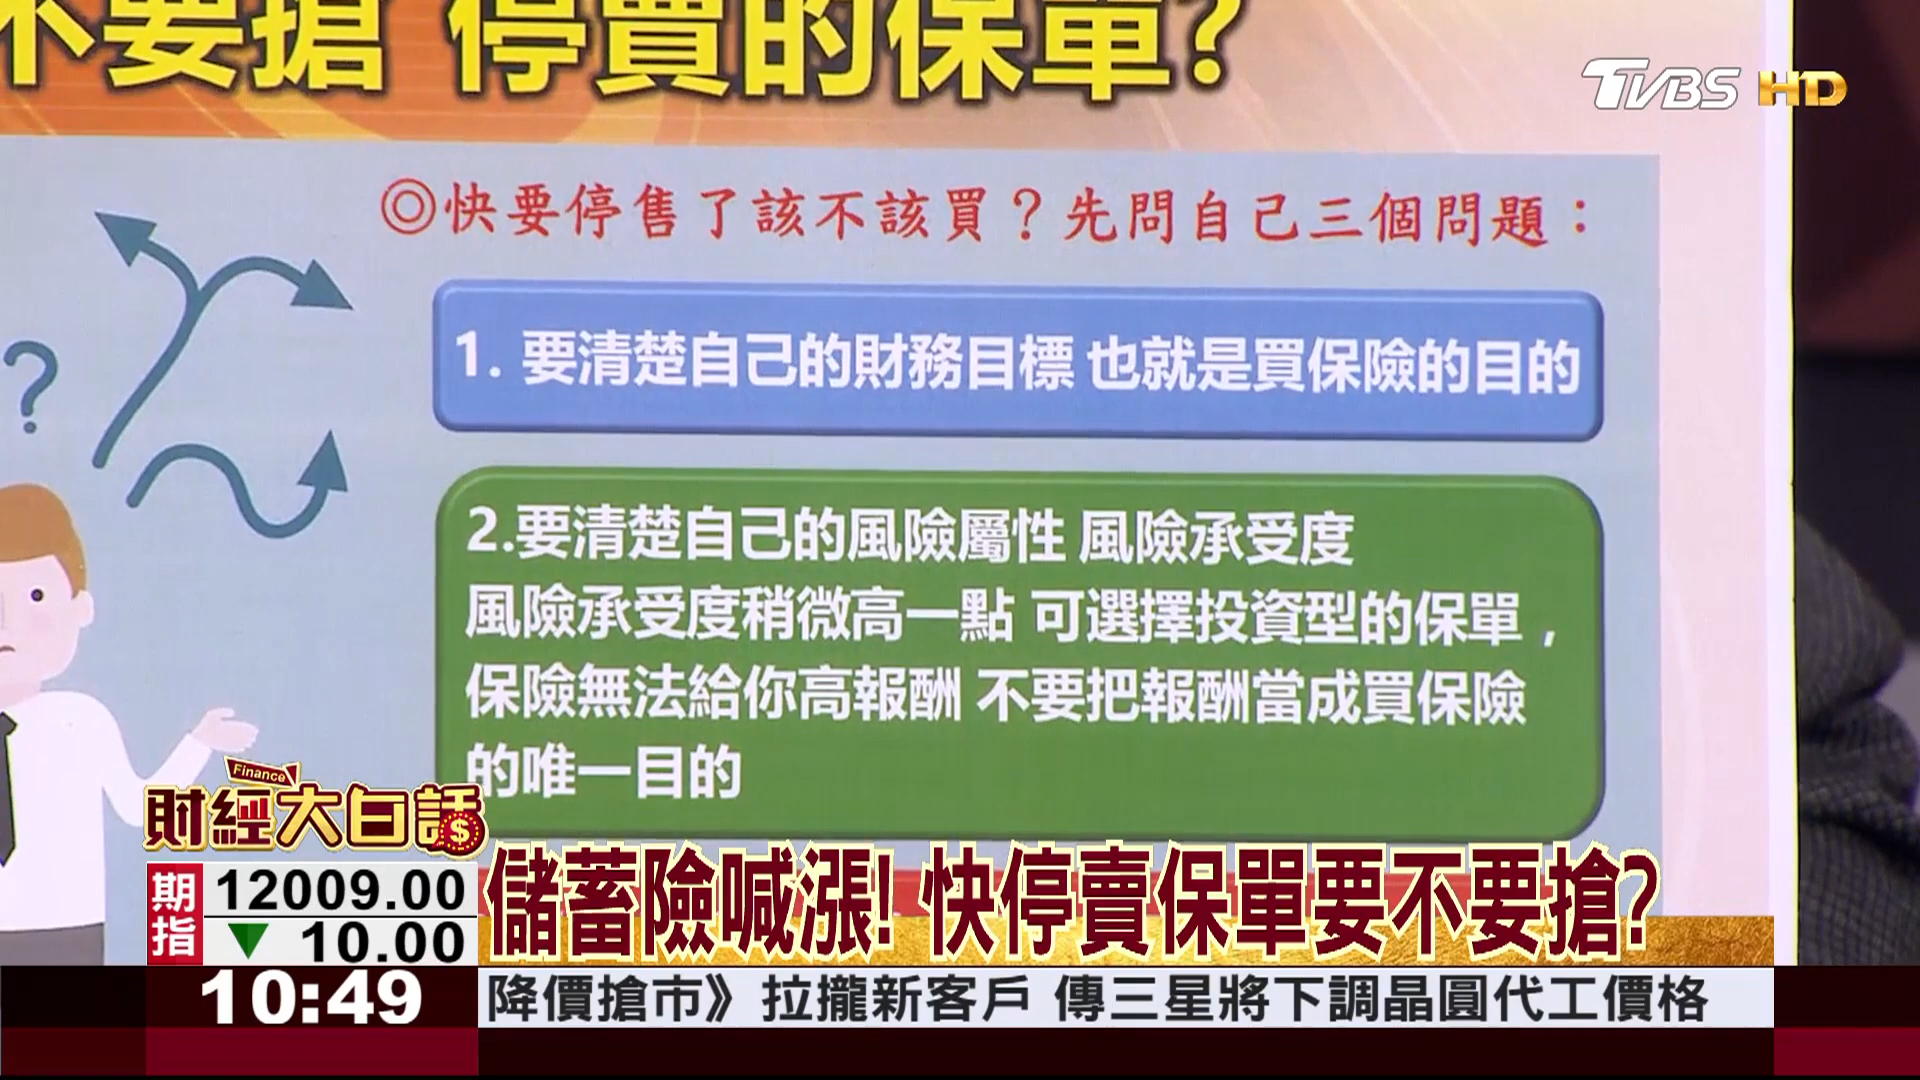 不要搶 停賣的保單?
TVBS HD
◎快要停售了該不該買？先問自己三個問題：
1. 要清楚自己的財務目標 也就是買保險的目的
?
2.要清楚自己的風險屬性 風險承受度
風險承受度稍微高一點 可選擇投資型的保單，
保險無法給你高報酬 不要把報酬當成買保險
的唯一目的
Finance
財經大白話
$
儲蓄險喊漲! 快停賣保單要不要搶?
期指
12009.00
▼ 10.00
10:49
降價搶市》拉攏新客戶 傳三星將下調晶圓代工價格